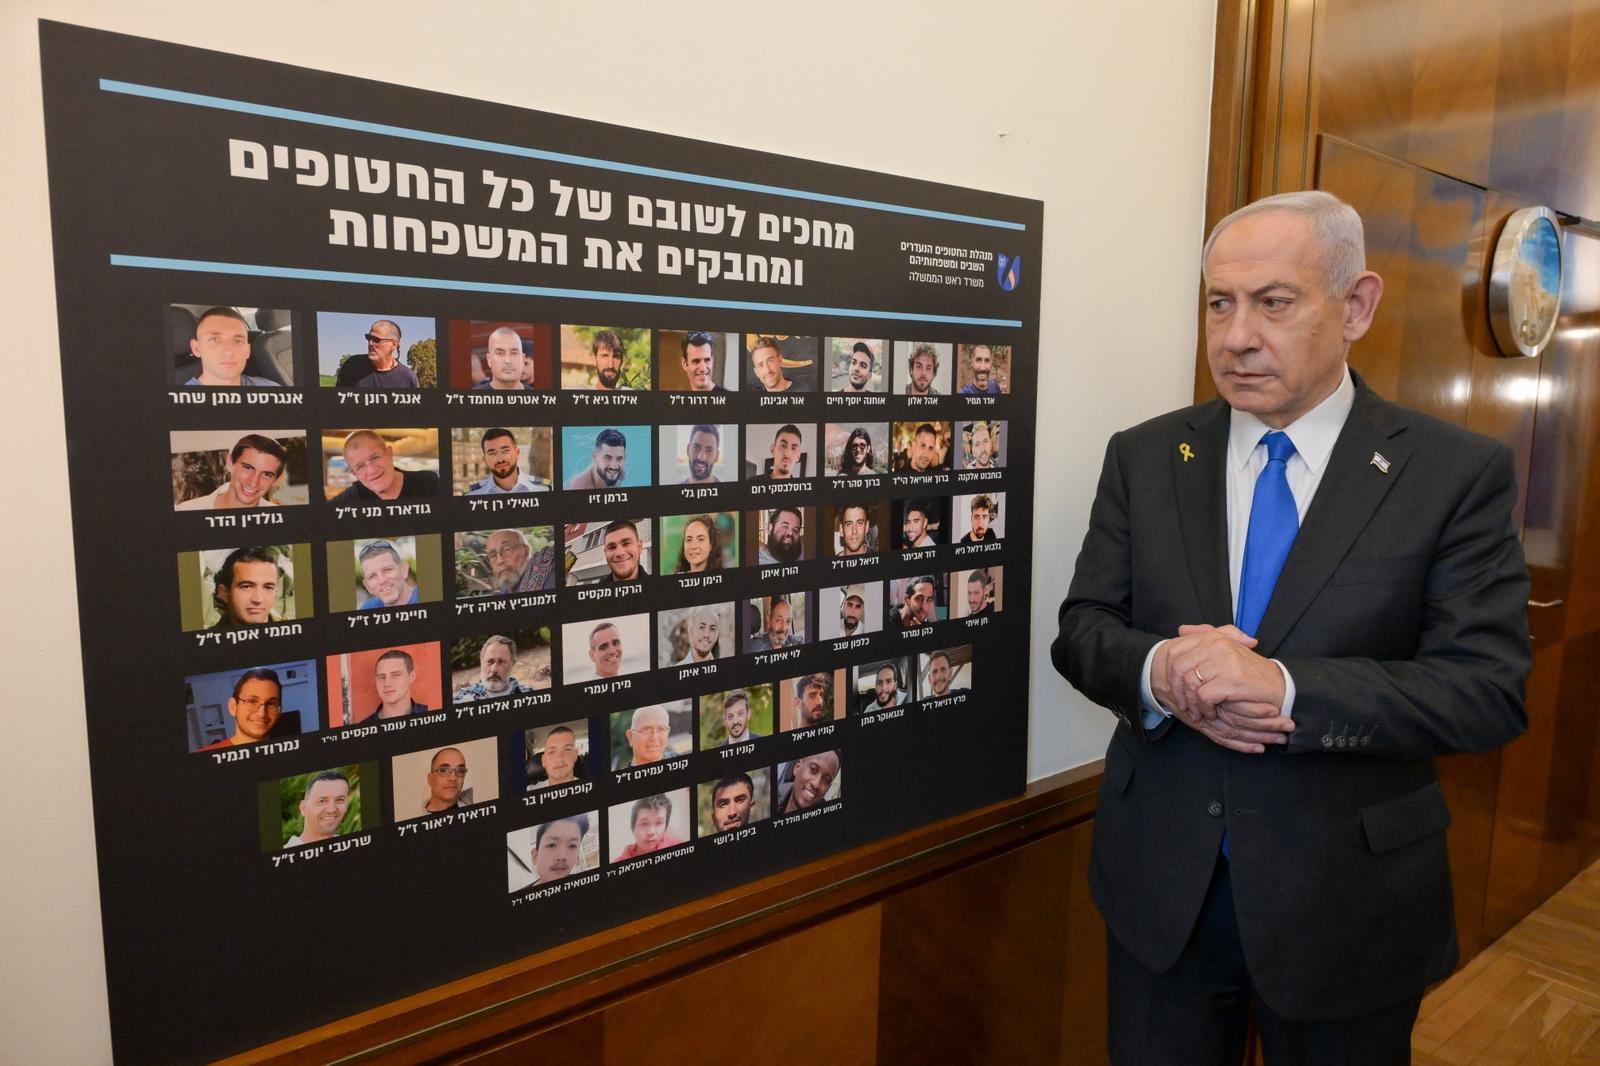 מחכים לשובם של כל החטופים
ומחבקים את המשפחות
מנהלת החטופים הנעדרים
השבים ומשפחותיהם
משרד ראש הממשלה
אדר תמיר
אהל אלון
אוחנה יוסף חיים
אור אבינתן
אור דרור ז"ל
אילוז גיא ז"ל
אל אטרש מוחמד ז"ל
אנגל רונן ז"ל
אנגרסט מתן שחר
בוחבוט אלקנה
ברוך אוריאל הי"ד
ברוך סהר ז"ל
ברסלבסקי רום
ברמן גלי
ברמן זיו
גואילי רן ז"ל
גודארד מני ז"ל
גולדין הדר
גלבוע דלאל גיא
דוד אביתר
דניאל עוז ז"ל
הורן איתן
הימן ענבר
הרקין מקסים
זלמנוביץ אריה ז"ל
חיימי טל ז"ל
חממי אסף ז"ל
חן איתי
כהן נמרוד
כלפון שגב
לוי איתן ז"ל
מור איתן
מירן עמרי
מרגלית אליהו ז"ל
נאוטרה עומר מקסים הי"ד
נמרודי תמיר
פרץ דניאל ז"ל
צנגאוקר מתן
קוניו אריאל
קוניו דוד
קופר עמירם ז"ל
קופרשטיין בר
רודאיף ליאור ז"ל
שרעבי יוסי ז"ל
ג'ושוע לואיטו מולל ז"ל
ביפין ג'ושי
סותטיסאק רינטלאק ז"ל
סונטאיה אקראסי ז"ל